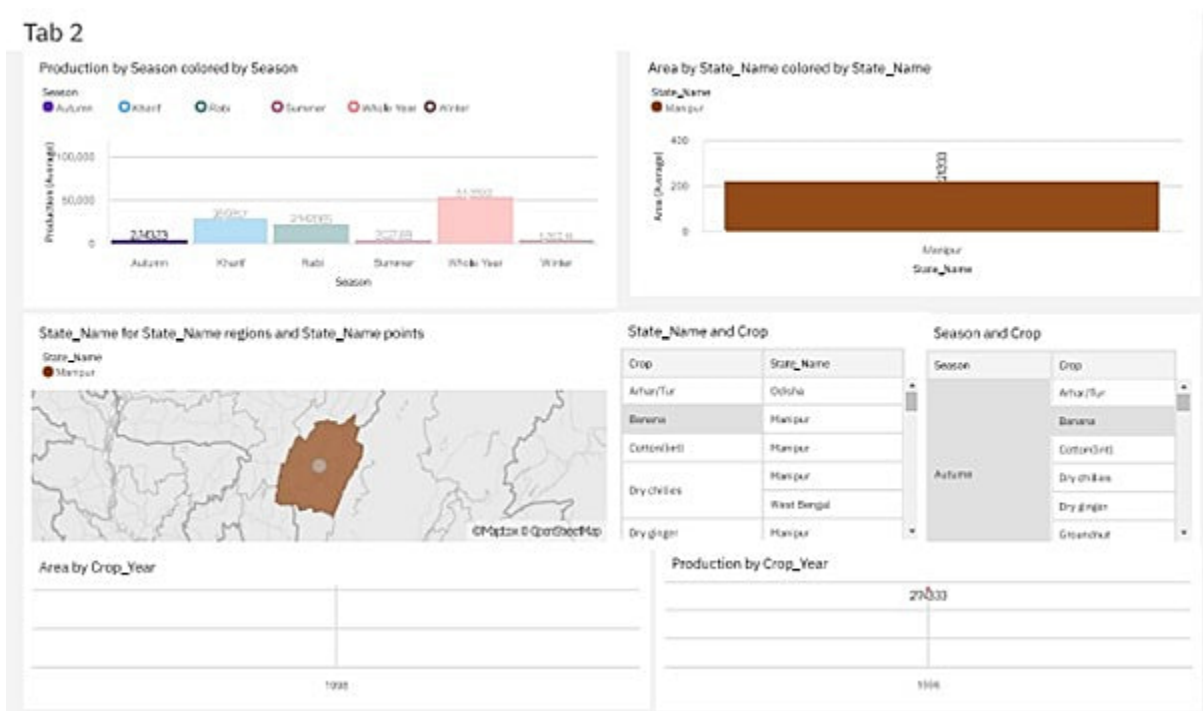 Tab 2
Production by Season colored by Season
Season
Autumn Kharif Rabi Summer Whole Year Winter
Production (Average)
100,000
50,000
0
Autumn Kharif Rabi Summer Whole Year Winter
Season
Area by State_Name colored by State_Name
State_Name
Manipur
Area (Average)
400
200
0
Manipur
State_Name
State_Name for State_Name regions and State_Name points
State_Name
Manipur
©Mapbox © OpenStreetMap
State_Name and Crop
Crop State_Name
Arhar/Tur Odisha
Banana Manipur
Cotton(lint) Manipur
Dry chillies Manipur
West Bengal
Dry ginger Manipur
Season and Crop
Season Crop
Autumn
Arhar/Tur
Banana
Cotton(lint)
Dry chillies
Dry ginger
Groundnut
Area by Crop_Year
Production by Crop_Year